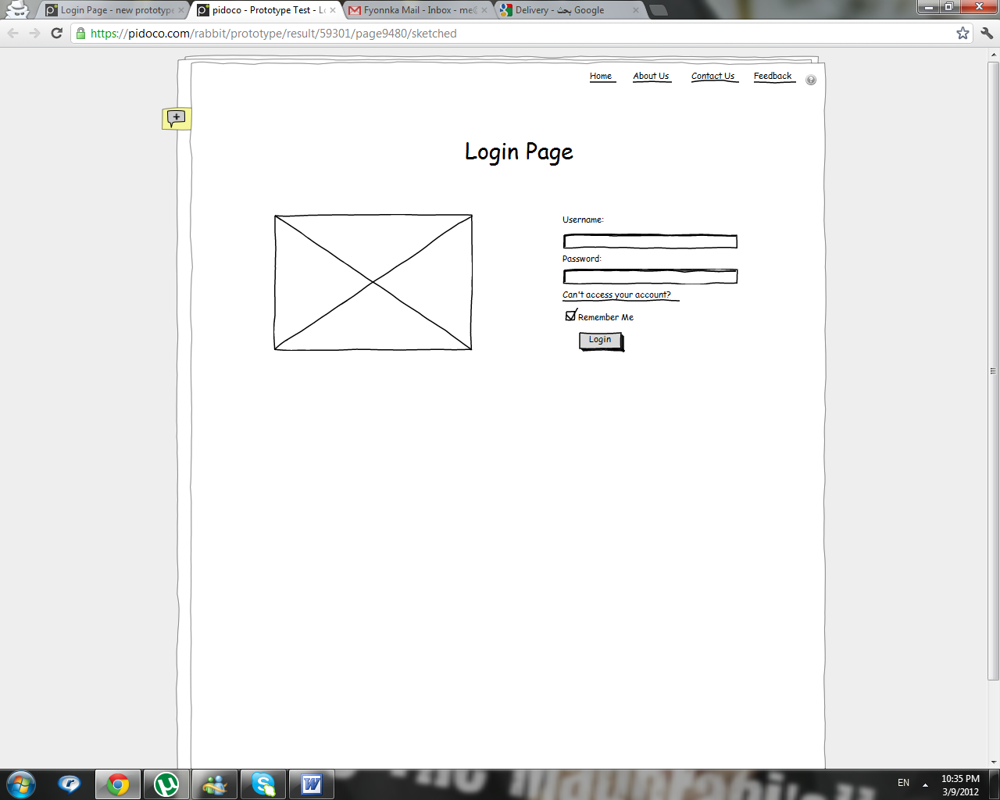 Login Page - new prototype
pidoco - Prototype Test - Lo
Fyonnka Mail - Inbox - me@
Delivery - بحث Google
https://pidoco.com/rabbit/prototype/result/59301/page9480/sketched
Home About Us Contact Us Feedback
Login Page
Username:
Password:
Can't access your account?
Remember Me
Login
EN
10:35 PM
3/9/2012